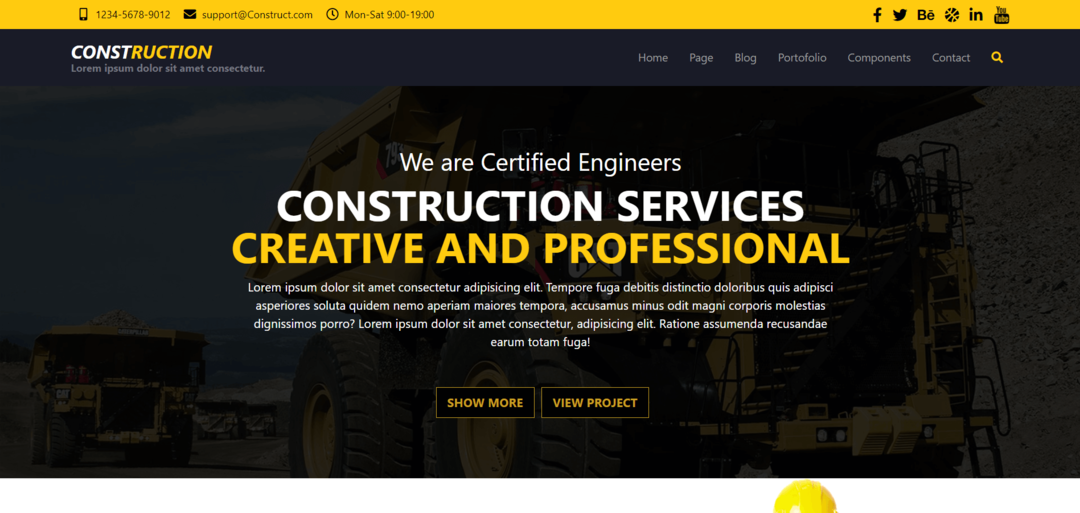 1234-5678-9012 support@Construct.com Mon-Sat 9:00-19:00 Bē You Tube
CONSTRUCTION
Lorem ipsum dolor sit amet consectetur.
Home Page Blog Portofolio Components Contact
We are Certified Engineers
CONSTRUCTION SERVICES
CREATIVE AND PROFESSIONAL
Lorem ipsum dolor sit amet consectetur adipisicing elit. Tempore fuga debitis distinctio doloribus quis adipisci
asperiores soluta quidem nemo aperiam maiores tempora, accusamus minus odit magni corporis molestias
dignissimos porro? Lorem ipsum dolor sit amet consectetur, adipisicing elit. Ratione assumenda recusandae
earum totam fuga!
SHOW MORE VIEW PROJECT